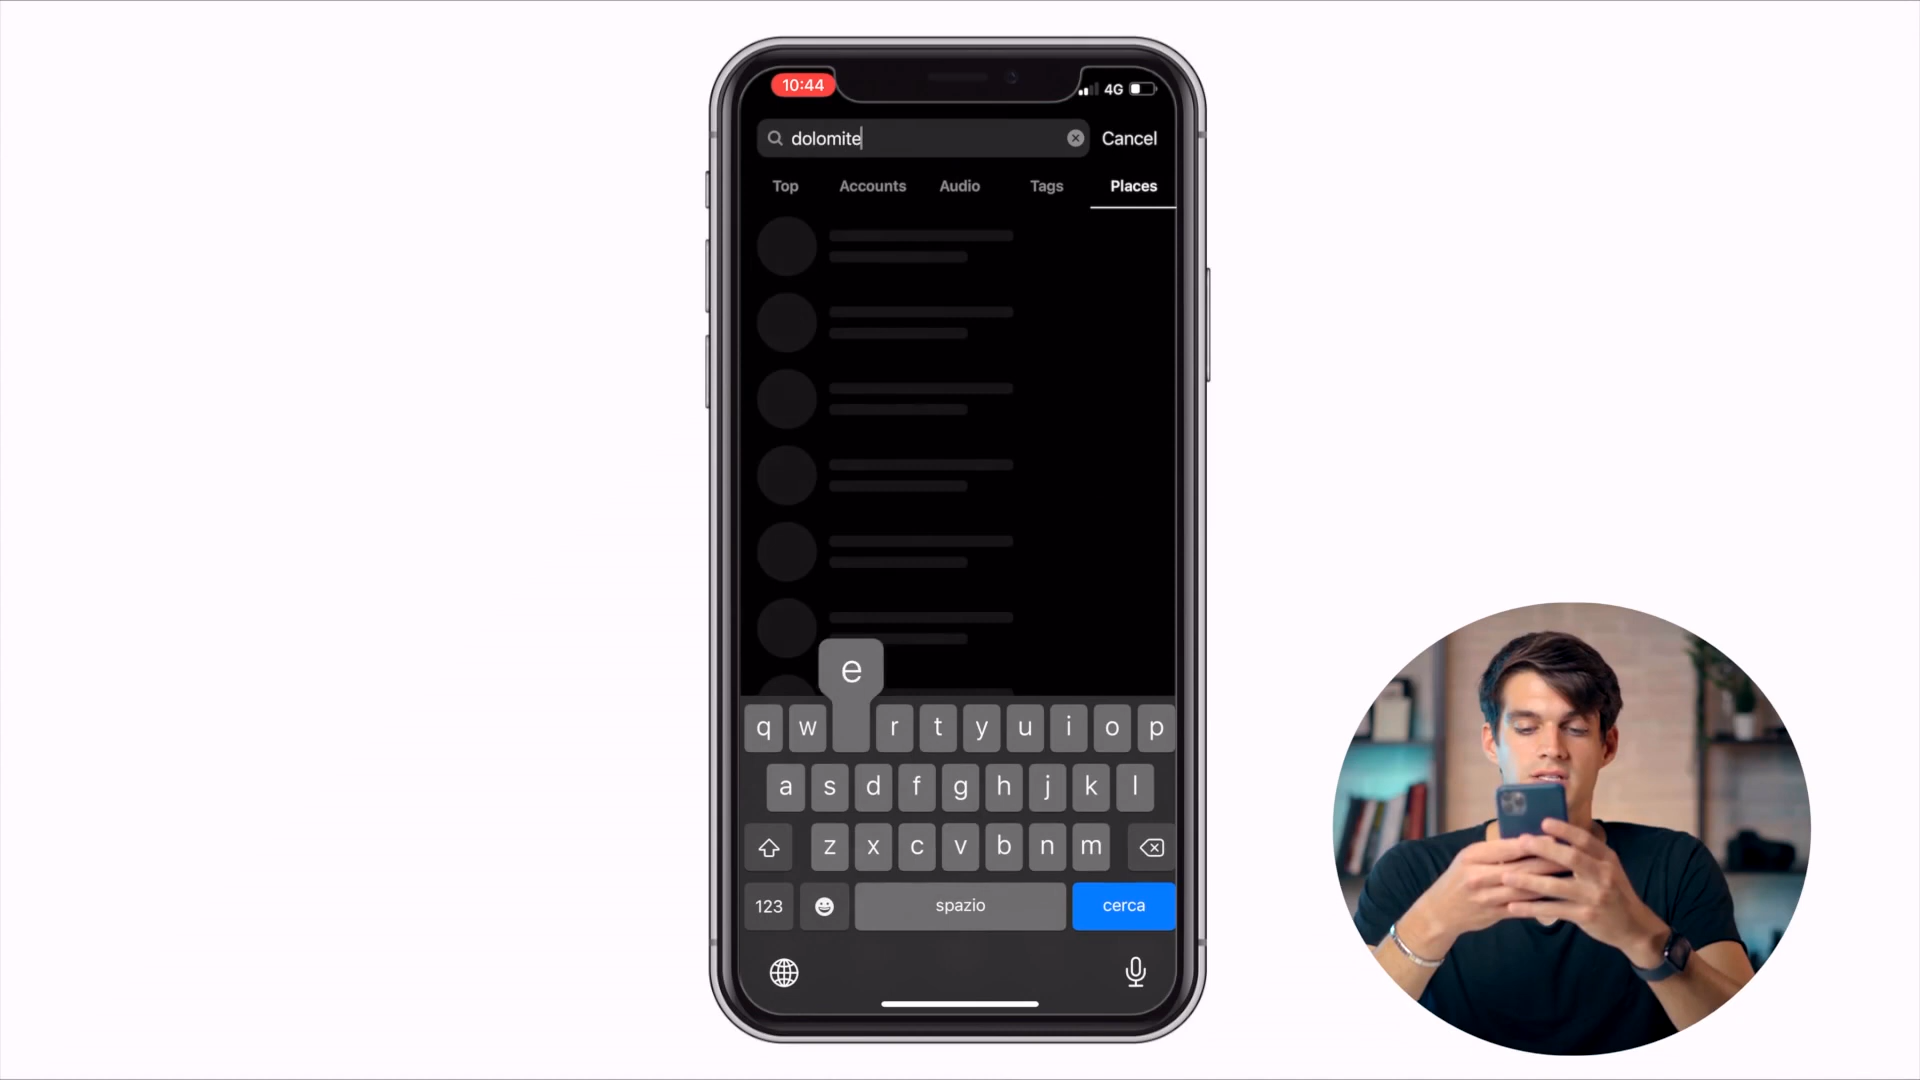 10:44 4G
dolomite Cancel
Top Accounts Audio Tags Places
e
q w r t y u i o p
a s d f g h j k l
z x c v b n m
123 spazio cerca